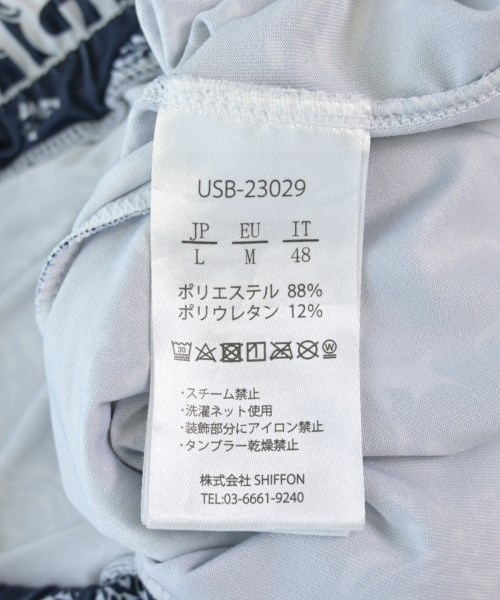 USB-23029
JP EU IT
L M 48
ポリエステル 88%
ポリウレタン 12%
30 W
・スチーム禁止
・洗濯ネット使用
・装飾部分にアイロン禁止
・タンブラー乾燥禁止
株式会社 SHIFFON
TEL:03-6661-9240